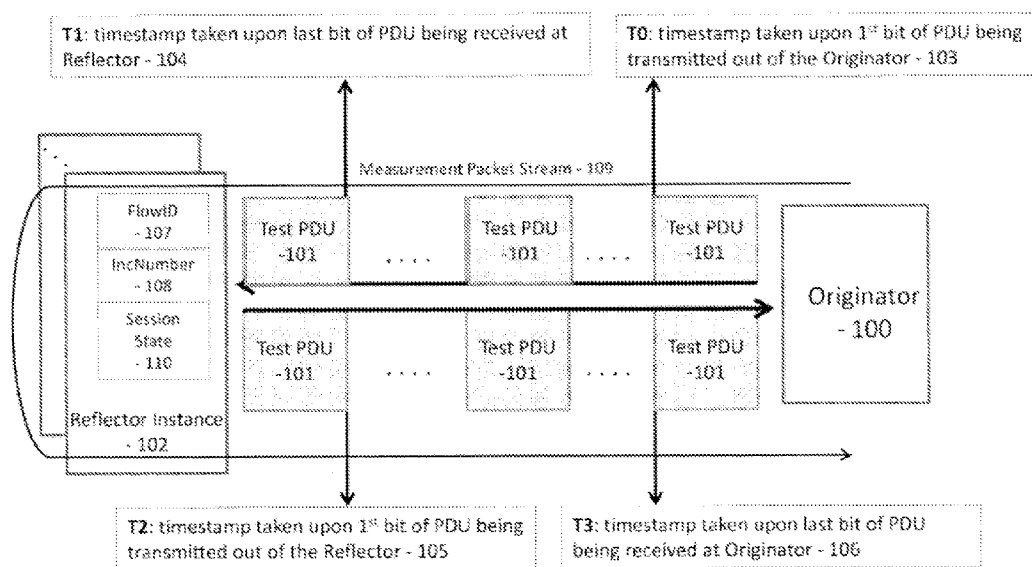 T1: timestamp taken upon last bit of PDU being received at
Reflector - 104
T0: timestamp taken upon 1st bit of PDU being
transmitted out of the Originator - 103
Measurement Packet Stream - 109
FlowID
- 107
IncNumber
- 108
Session
State
- 110
Reflector Instance
- 102
Test PDU
-101
. . . .
Test PDU
-101
. . . .
Test PDU
-101
Test PDU
-101
. . . .
Test PDU
-101
. . . .
Test PDU
-101
Originator
- 100
T2: timestamp taken upon 1st bit of PDU being
transmitted out of the Reflector - 105
T3: timestamp taken upon last bit of PDU
being received at Originator - 106